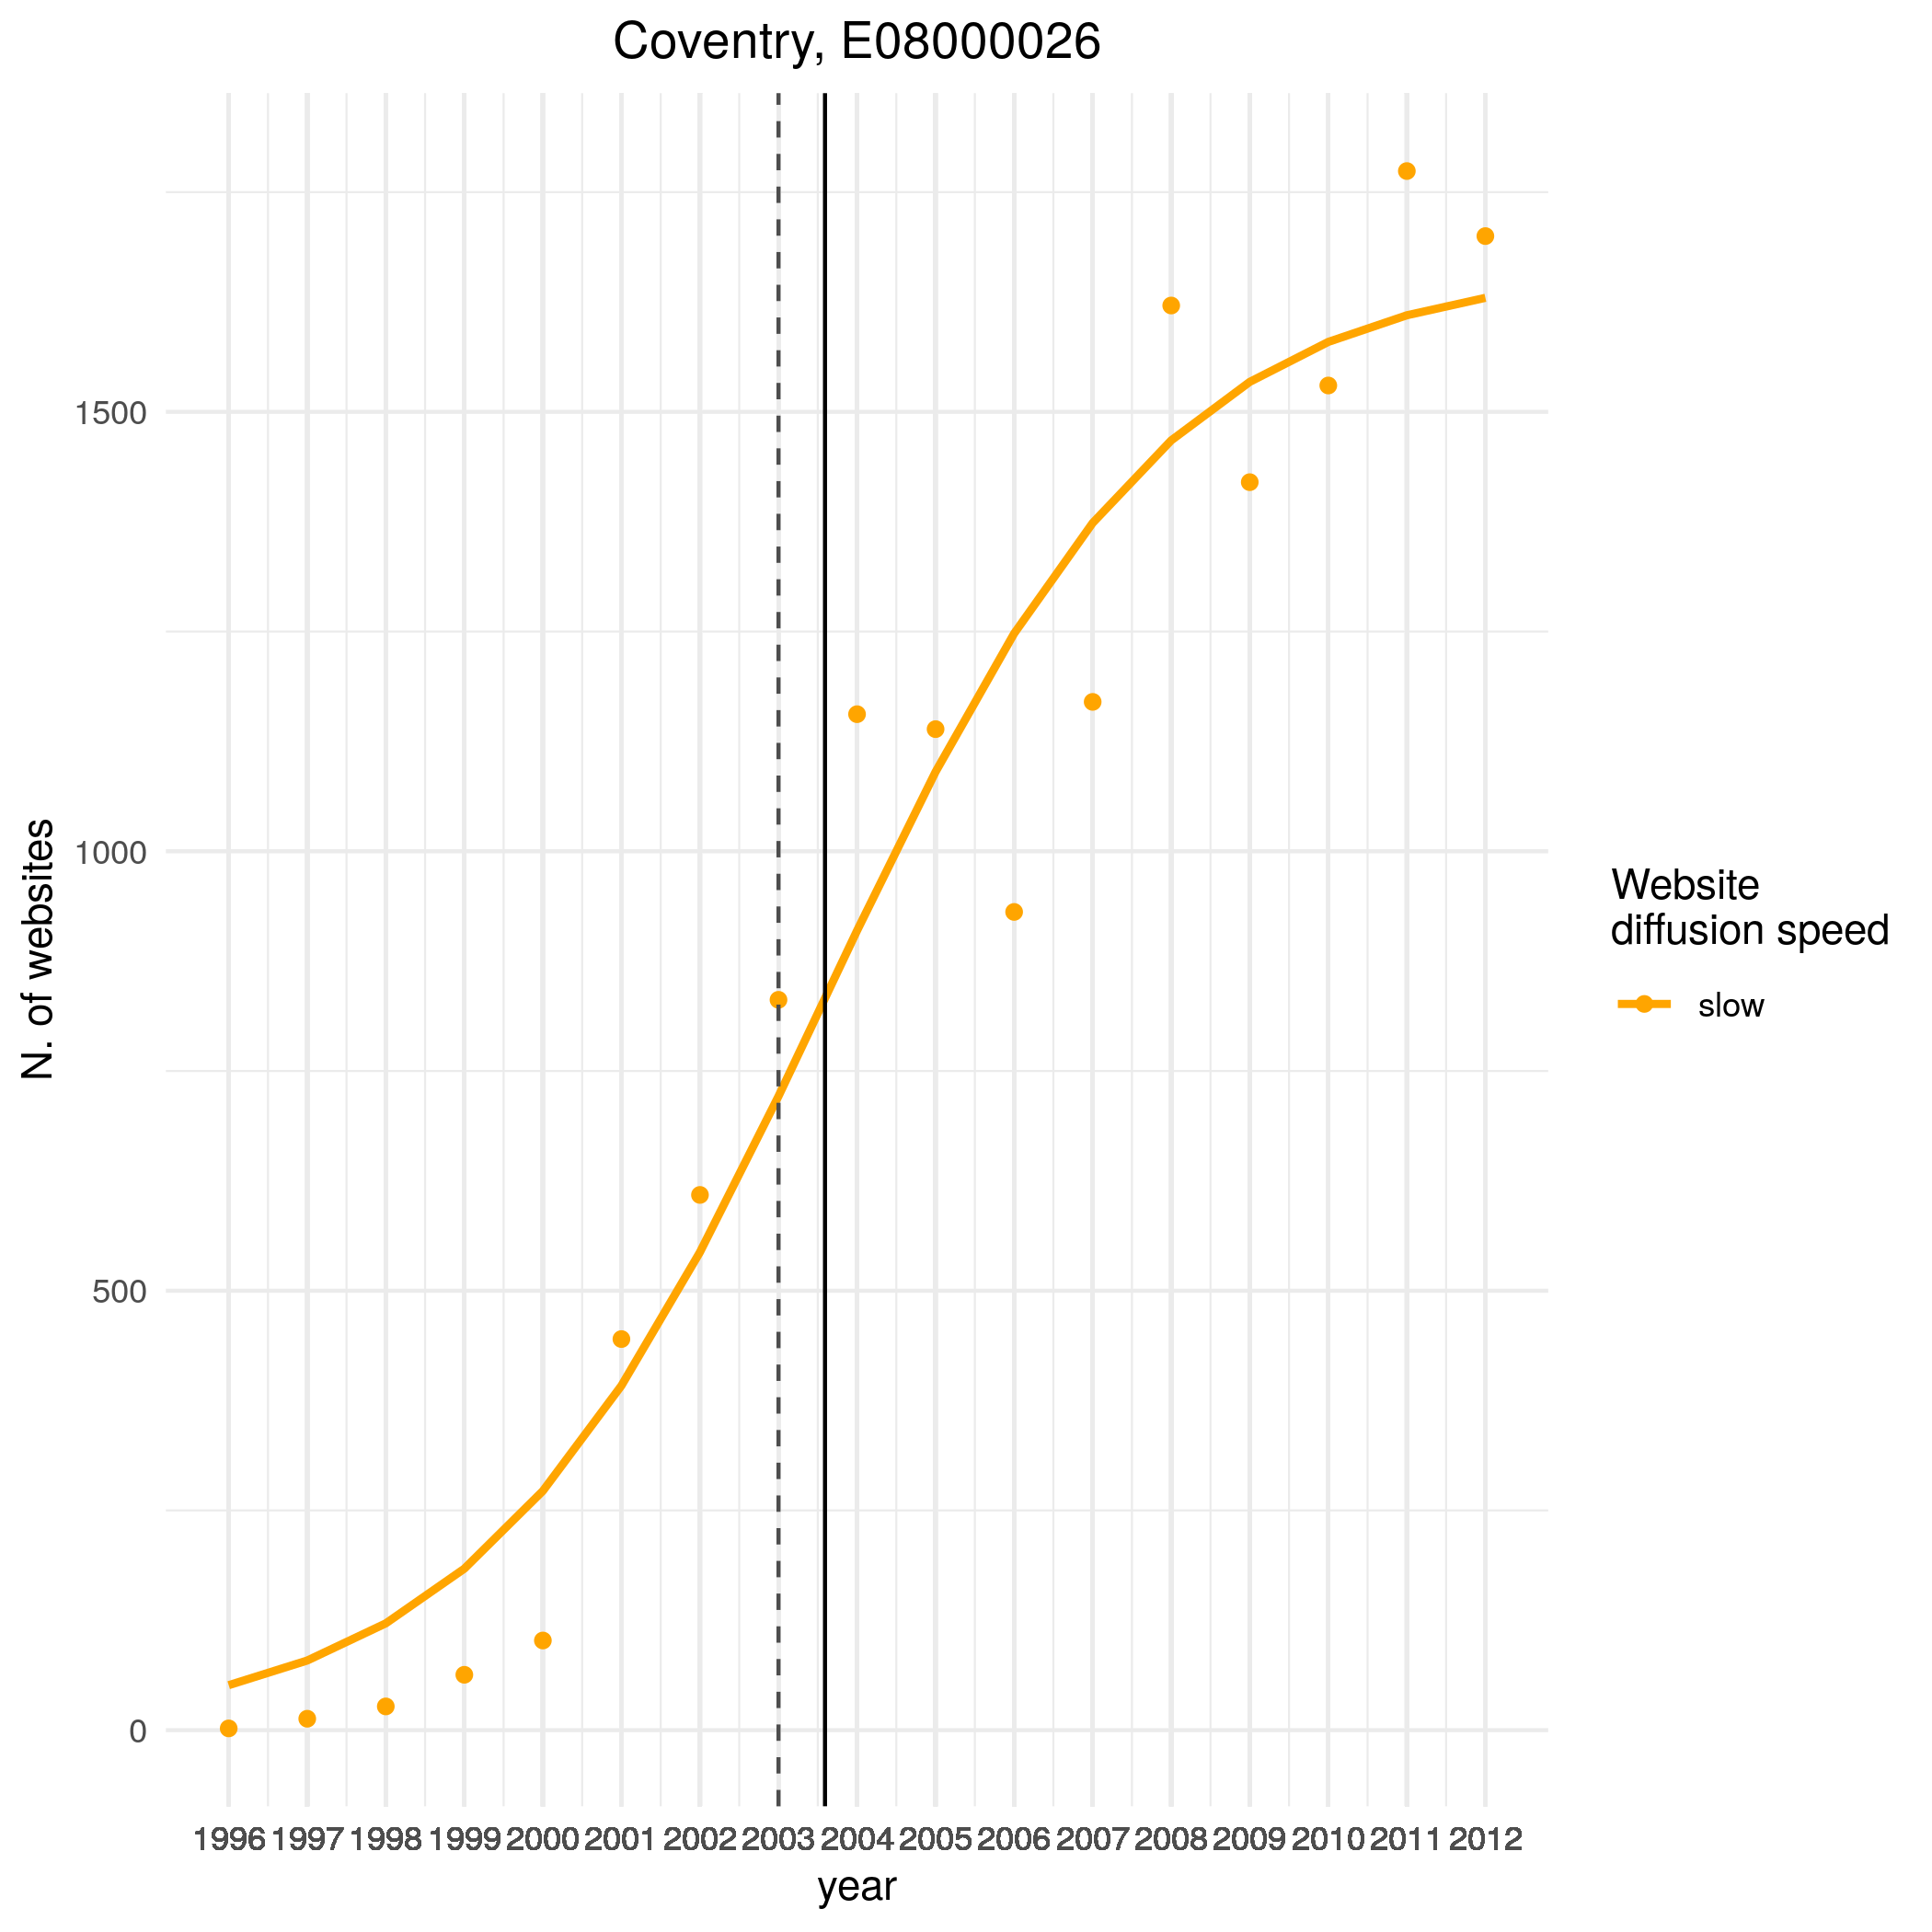 Coventry, E08000026
N. of websites
1500
1000
500
0
1996 1997 1998 1999 2000 2001 2002 2003 2004 2005 2006 2007 2008 2009 2010 2011 2012
year
Website
diffusion speed
slow